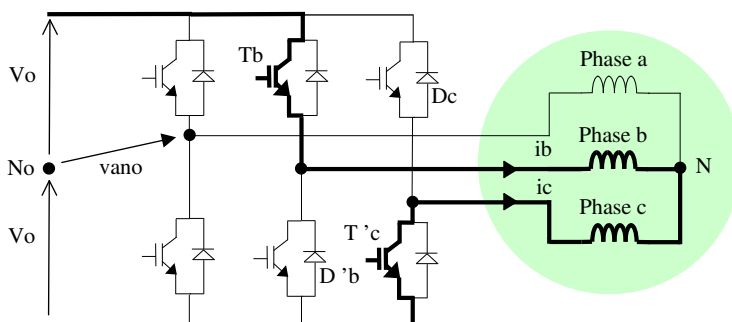 Tb
Vo
Dc
Phase a
ib
Phase b
No
vano
N
ic
Phase c
Vo
T 'c
D 'b